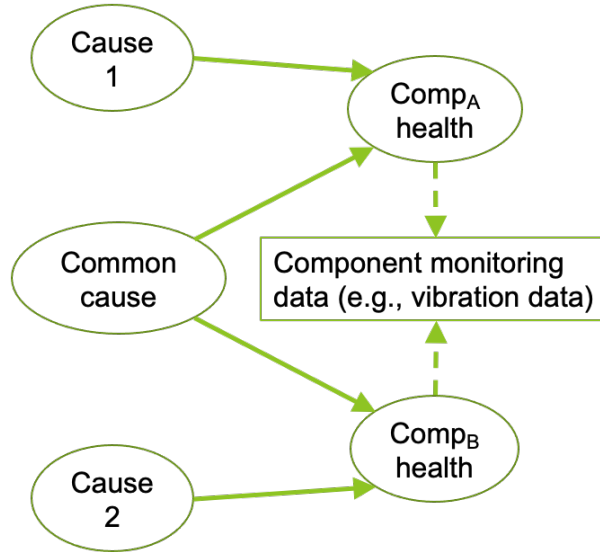 Cause
1
Comp_A
health
Common
cause
Component monitoring
data (e.g., vibration data)
Comp_B
health
Cause
2